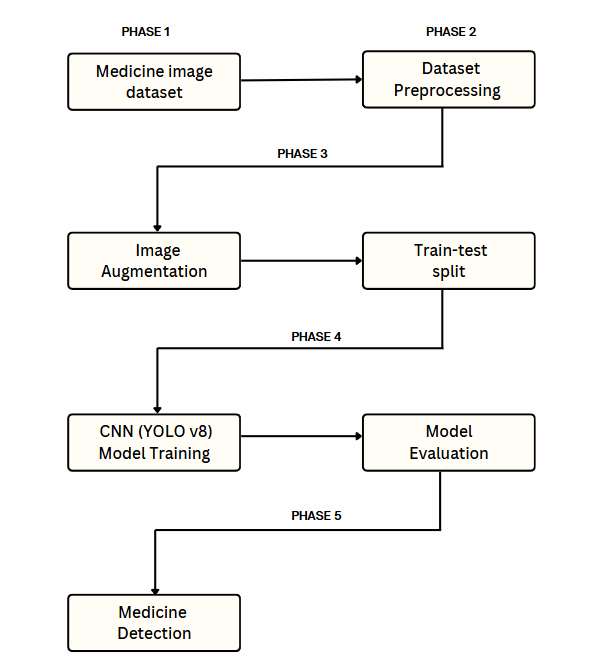 PHASE 1
PHASE 2
Medicine image
dataset
Dataset
Preprocessing
PHASE 3
Image
Augmentation
Train-test
split
PHASE 4
CNN (YOLO v8)
Model Training
Model
Evaluation
PHASE 5
Medicine
Detection